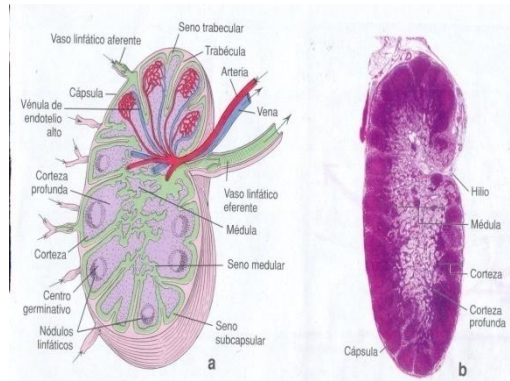 Seno trabecular
Vaso linfático aferente
Trabécula
Arteria
Cápsula
Vena
Vénula de
endotelio
alto
Corteza
profunda
Vaso linfático
eferente
Médula
Corteza
Seno medular
Centro
germinativo
Nódulos
linfáticos
Seno
subcapsular
a
Hilio
Médula
Corteza
Corteza
profunda
Cápsula
b